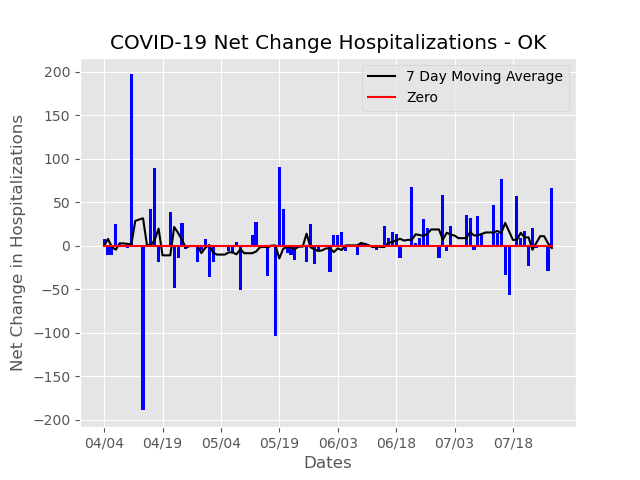 COVID-19 Net Change Hospitalizations - OK
7 Day Moving Average
Zero
Net Change in Hospitalizations
200
150
100
50
0
−50
−100
−150
−200
04/04 04/19 05/04 05/19 06/03 06/18 07/03 07/18
Dates